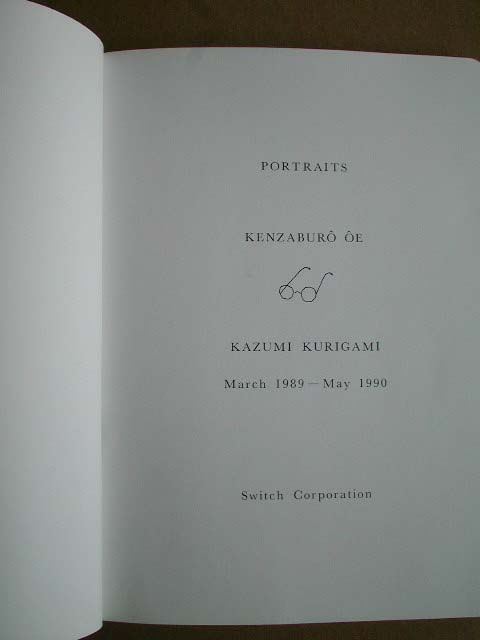 PORTRAITS
KENZABURÔ ÔE
KAZUMI KURIGAMI
March 1989 — May 1990
Switch Corporation